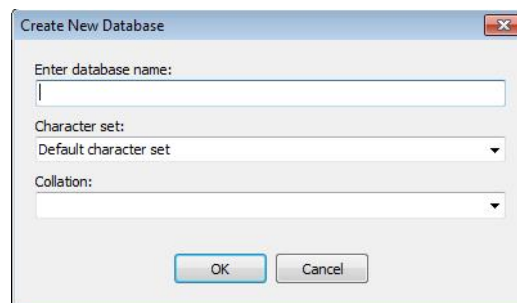 Create New Database
Enter database name:
Character set:
Default character set
Collation:
OK
Cancel